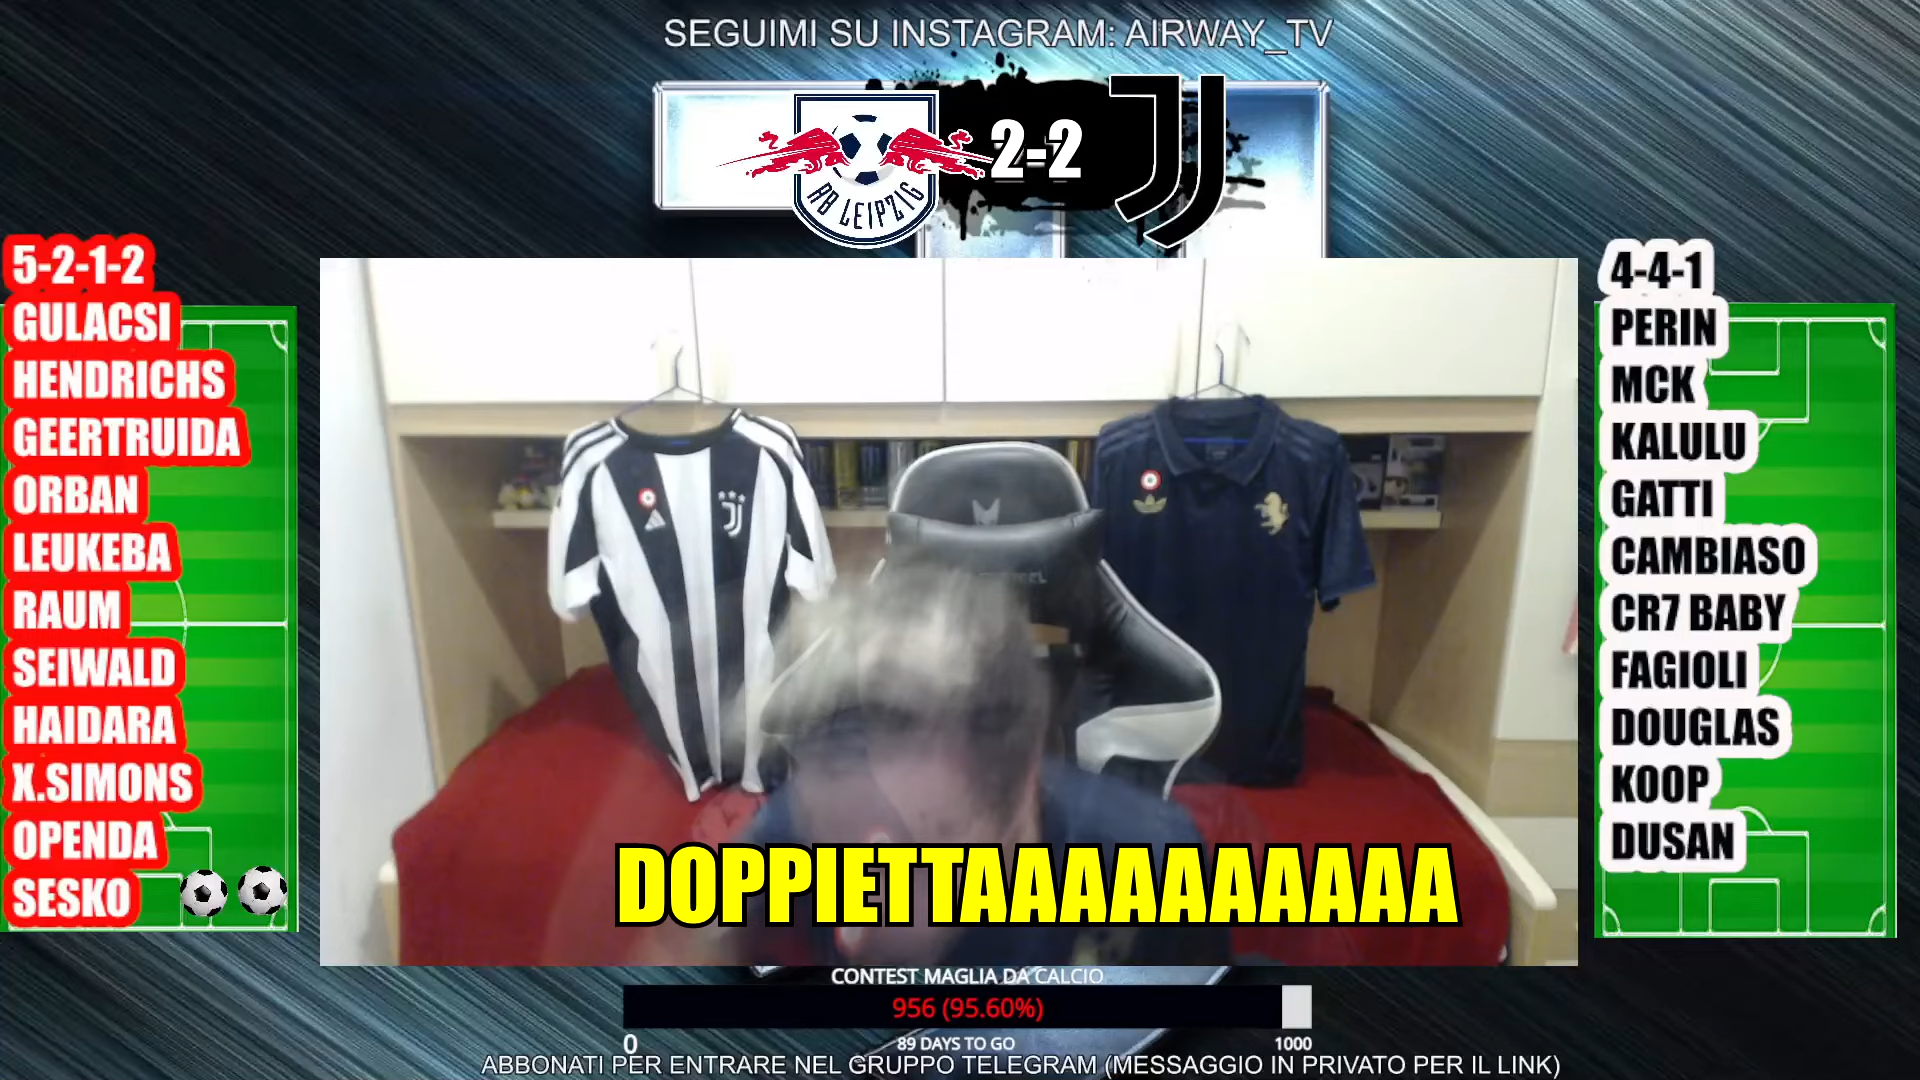 SEGUIMI SU INSTAGRAM: AIRWAY_TV
RB LEIPZIG
2-2
5-2-1-2
GULACSI
HENDRICHS
GEERTRUIDA
ORBAN
LEUKEBA
RAUM
SEIWALD
HAIDARA
X.SIMONS
OPENDA
SESKO
4-4-1
PERIN
MCK
KALULU
GATTI
CAMBIASO
CR7 BABY
FAGIOLI
DOUGLAS
KOOP
DUSAN
DOPPIETTAAAAAAAAAAA
CONTEST MAGLIA DA CALCIO
956 (95.60%)
0
89 DAYS TO GO
1000
ABBONATI PER ENTRARE NEL GRUPPO TELEGRAM (MESSAGGIO IN PRIVATO PER IL LINK)